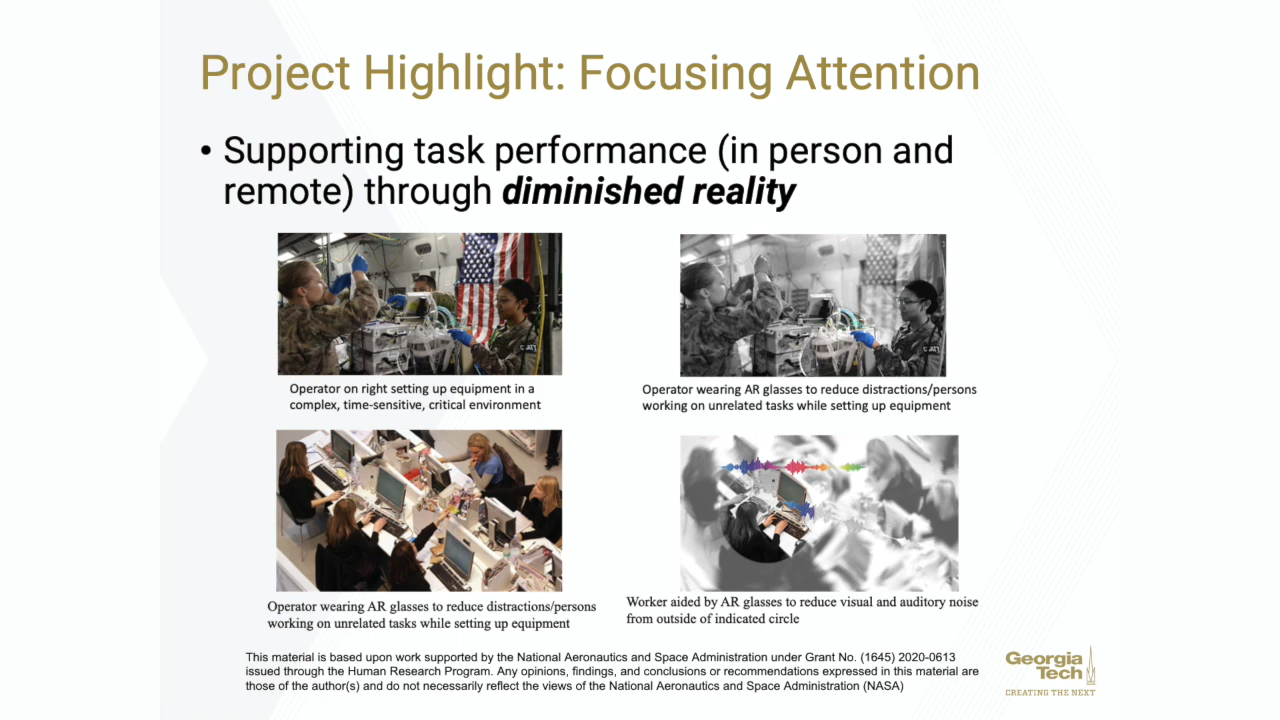 Project Highlight: Focusing Attention
• Supporting task performance (in person and
remote) through diminished reality
Operator on right setting up equipment in a
complex, time-sensitive, critical environment
Operator wearing AR glasses to reduce distractions/persons
working on unrelated tasks while setting up equipment
Operator wearing AR glasses to reduce distractions/persons
working on unrelated tasks while setting up equipment
Worker aided by AR glasses to reduce visual and auditory noise
from outside of indicated circle
This material is based upon work supported by the National Aeronautics and Space Administration under Grant No. (1645) 2020-0613
issued through the Human Research Program. Any opinions, findings, and conclusions or recommendations expressed in this material are
those of the author(s) and do not necessarily reflect the views of the National Aeronautics and Space Administration (NASA)
Georgia
Tech
CREATING THE NEXT